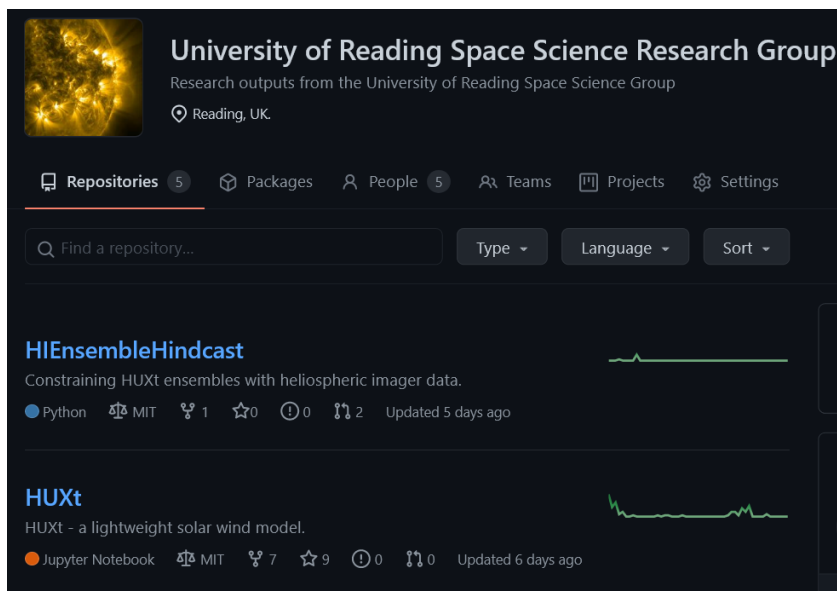 University of Reading Space Science Research Group
Research outputs from the University of Reading Space Science Group
Reading, UK.
Repositories 5 Packages People 5 Teams Projects Settings
Find a repository... Type Language Sort
HIEnsembleHindcast
Constraining HUXt ensembles with heliospheric imager data.
Python MIT 1 0 0 2 Updated 5 days ago
HUXt
HUXt - a lightweight solar wind model.
Jupyter Notebook MIT 7 9 0 0 Updated 6 days ago